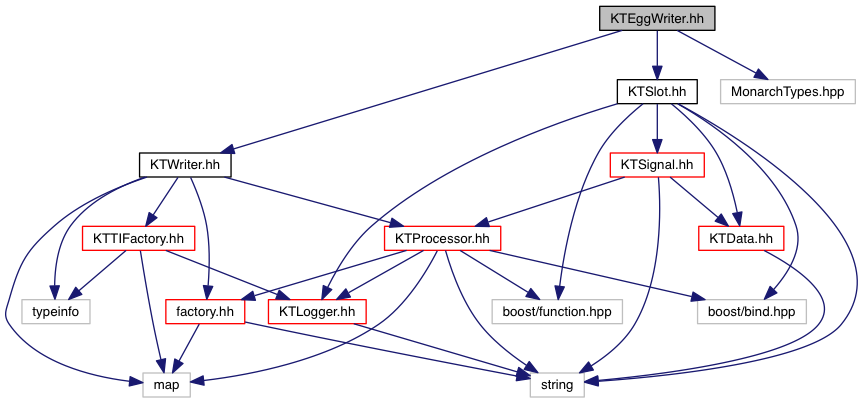 KTEggWriter.hh
KTSlot.hh
MonarchTypes.hpp
KTWriter.hh
KTSignal.hh
KTTIFactory.hh
KTProcessor.hh
KTData.hh
typeinfo
factory.hh
KTLogger.hh
boost/function.hpp
boost/bind.hpp
map
string